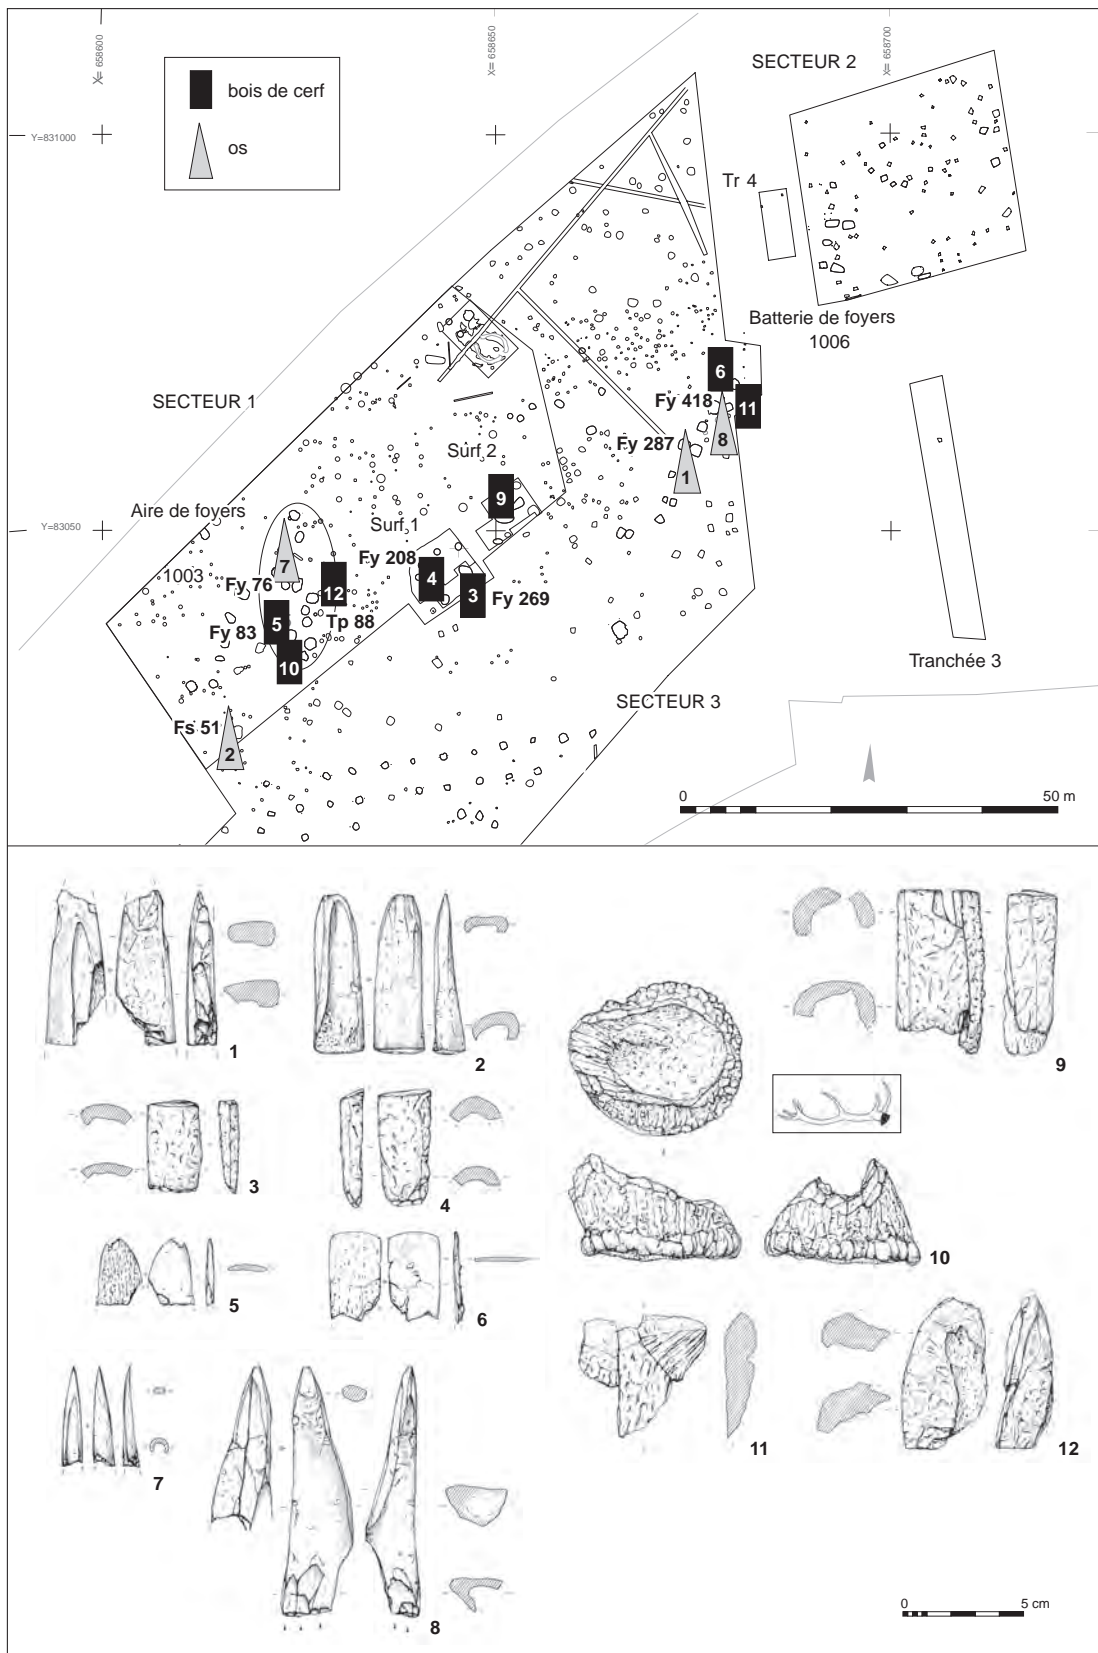 X= 658600
X= 658650
X= 658700
SECTEUR 2
bois de cerf
os
Y=831000
Tr 4
Batterie de foyers
1006
SECTEUR 1
6
Fy 418
11
8
Fy 287
1
Surf 2
9
Aire de foyers
Y=83050
Surf 1
7
1003
Fy 208
Fy 76
12
4
3
Fy 269
5
Tp 88
Fy 83
10
Tranchée 3
SECTEUR 3
Fs 51
2
0
50 m
1
2
9
3
4
10
5
6
7
11
12
8
0
5 cm